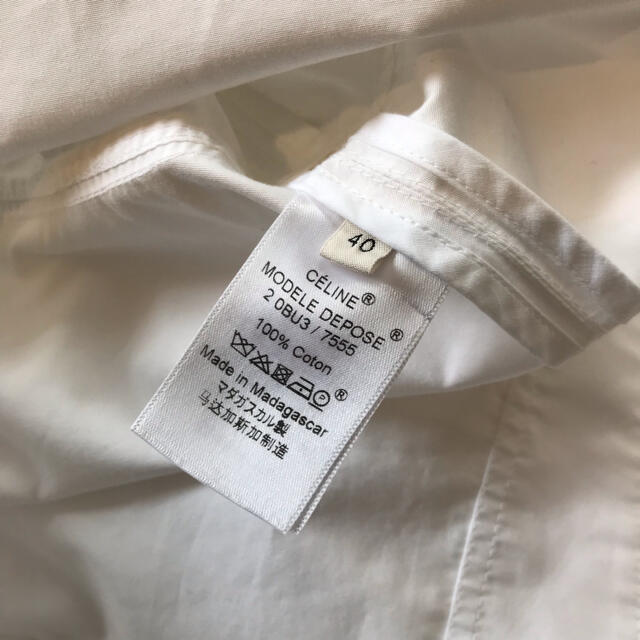 40
CÉLINE®
MODELE DEPOSE®
2 0BU3 / 7555
100% Coton
®
Made in Madagascar
マダガスカル製
马达加斯加制造